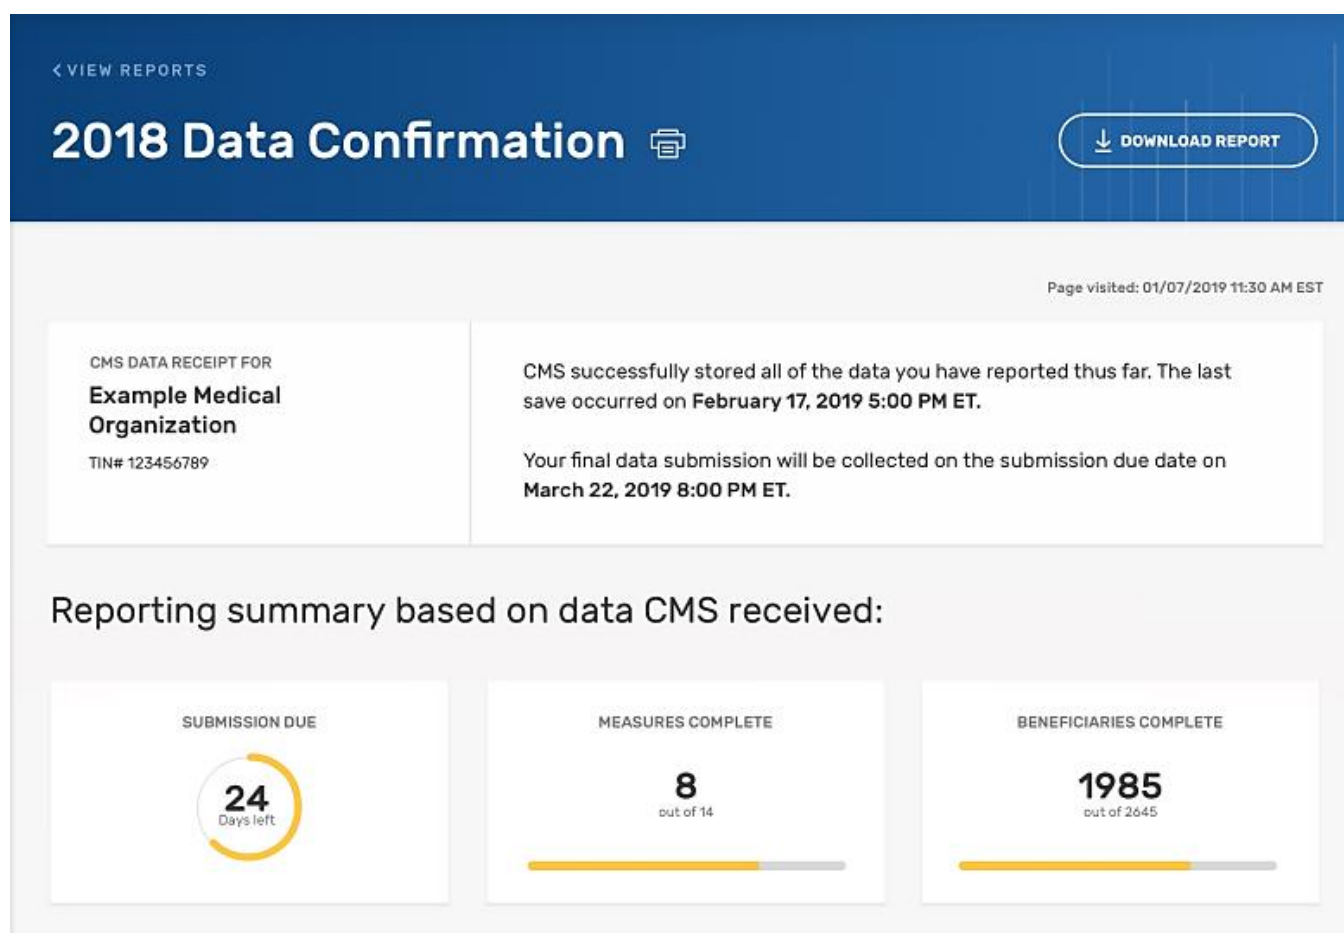 VIEW REPORTS
2018 Data Confirmation
DOWNLOAD REPORT
Page visited: 01/07/2019 11:30 AM EST
CMS DATA RECEIPT FOR
Example Medical
Organization
TIN# 123456789
CMS successfully stored all of the data you have reported thus far. The last
save occurred on February 17, 2019 5:00 PM ET.
Your final data submission will be collected on the submission due date on
March 22, 2019 8:00 PM ET.
Reporting summary based on data CMS received:
SUBMISSION DUE
24
Days left
MEASURES COMPLETE
8
out of 14
BENEFICIARIES COMPLETE
1985
out of 2645